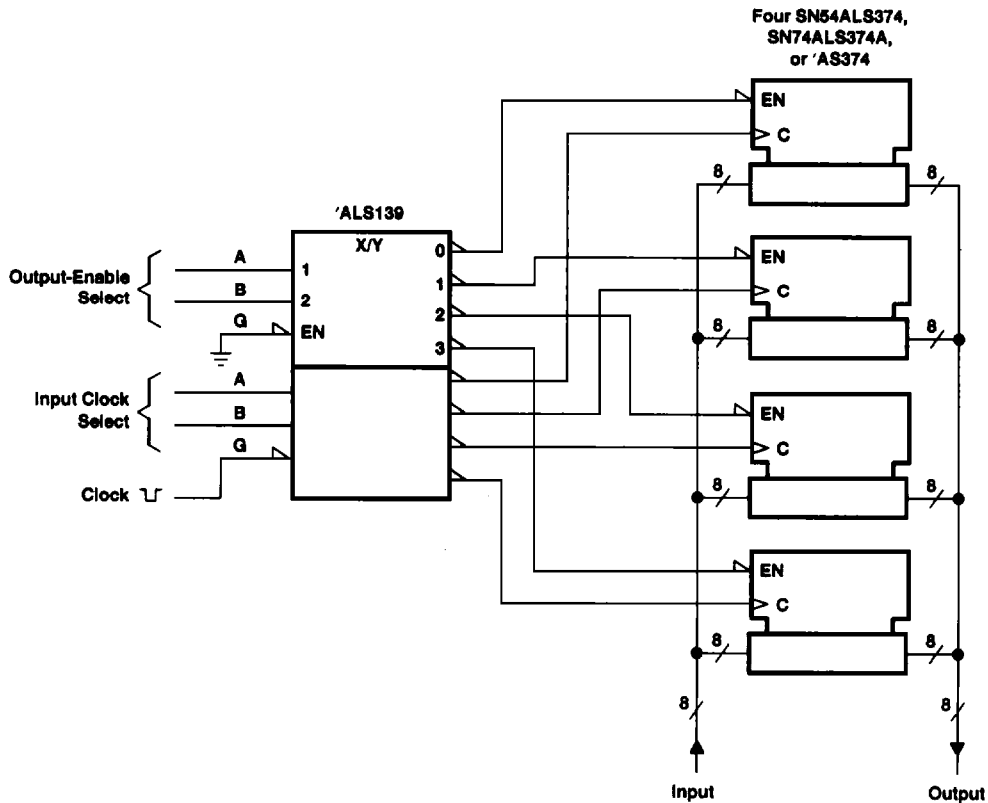 Four SN54ALS374,
SN74ALS374A,
or 'AS374
EN
C
8
8
'ALS139
X/Y
0
1
2
3
1
2
EN
Output-Enable
Select
A
B
G
Input Clock
Select
A
B
G
Clock
EN
C
8
8
EN
C
8
8
EN
C
8
8
8
8
Input
Output